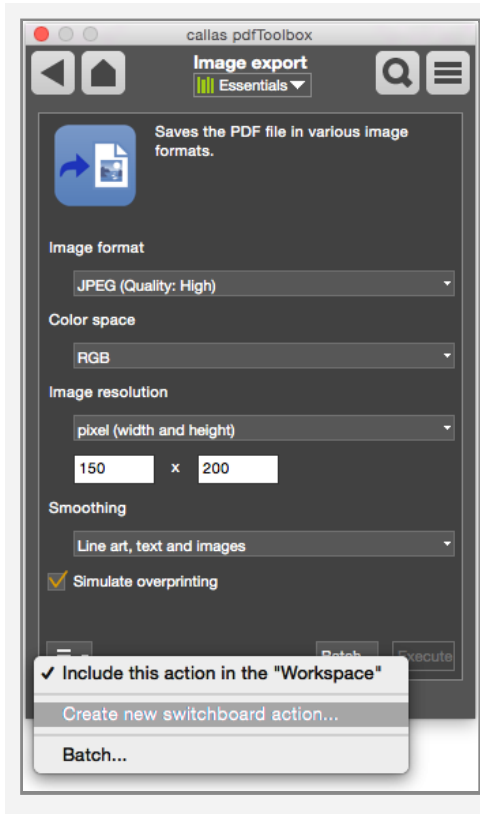 callas pdfToolbox
Image export
Essentials
Saves the PDF file in various image
formats.
Image format
JPEG (Quality: High)
Color space
RGB
Image resolution
pixel (width and height)
150 x 200
Smoothing
Line art, text and images
Simulate overprinting
Batch... Execute
✓ Include this action in the "Workspace"
Create new switchboard action...
Batch...